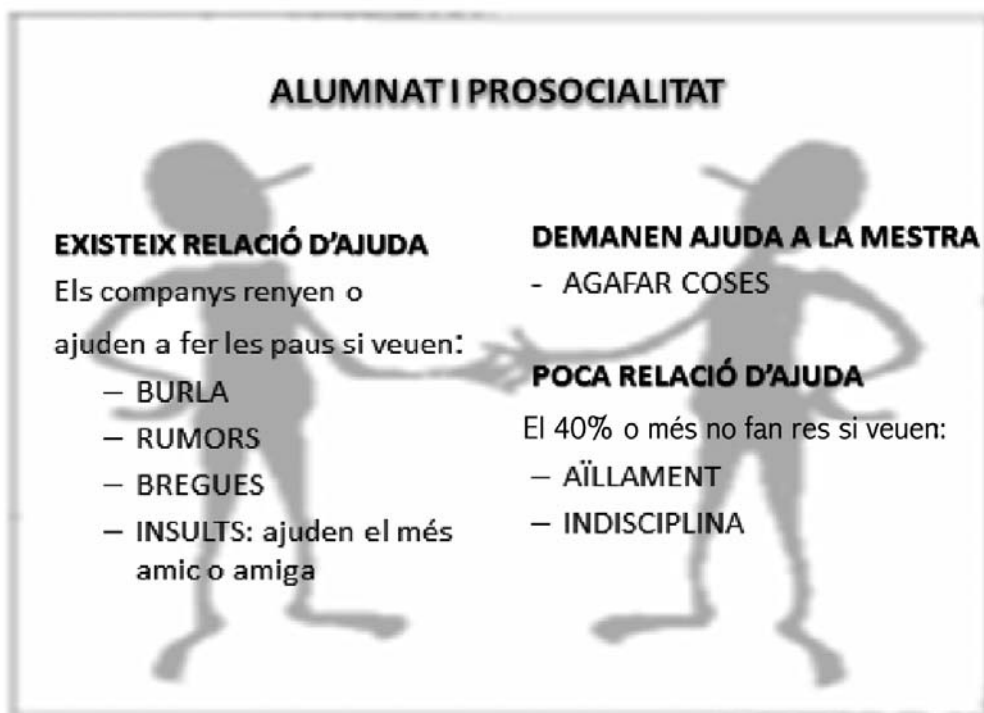 ALUMNAT I PROSOCIALITAT
EXISTEIX RELACIÓ D'AJUDA
Els companys renyen o
ajuden a fer les paus si veuen:
– BURLA
– RUMORS
– BREGUES
– INSULTS: ajuden el més
amic o amiga
DEMANEN AJUDA A LA MESTRA
- AGAFAR COSES
POCA RELACIÓ D'AJUDA
El 40% o més no fan res si veuen:
– AÏLLAMENT
– INDISCIPLINA